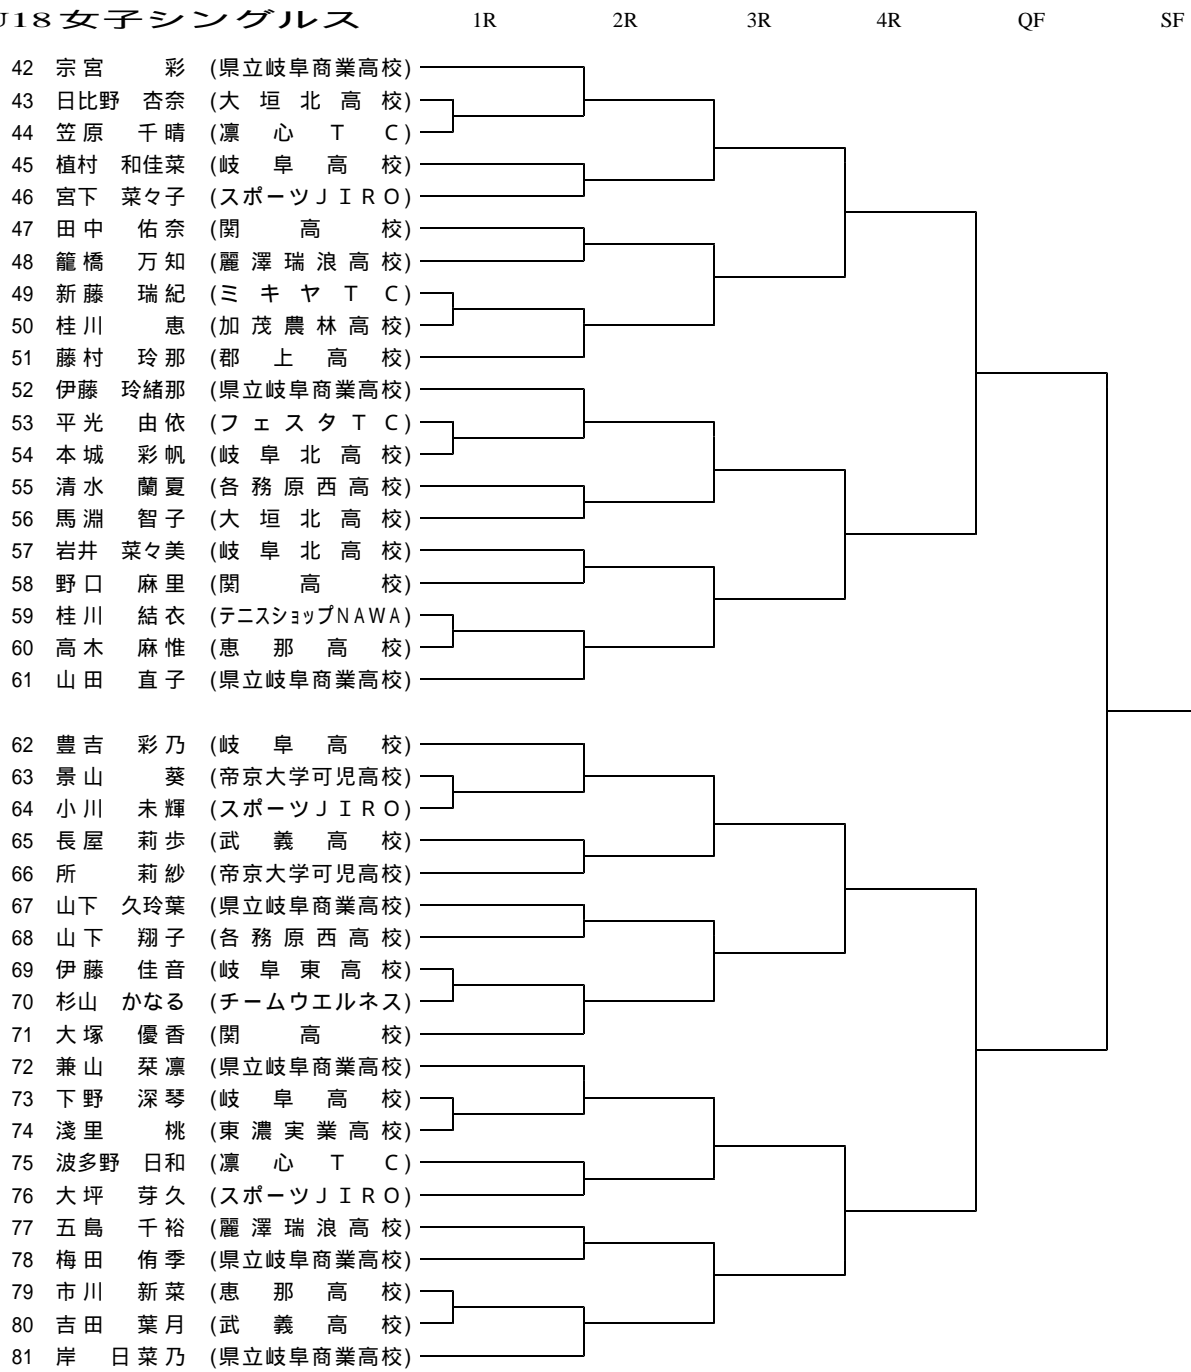 U18女子シングルス 1R 2R 3R 4R QF SF
42 宗宮 彩 (県立岐阜商業高校)
43 日比野 杏奈 (大垣北高校)
44 笠原 千晴 (凛心TC)
45 植村 和佳菜 (岐阜高校)
46 宮下 菜々子 (スポーツJIRO)
47 田中 佑奈 (関高校)
48 籠橋 万知 (麗澤瑞浪高校)
49 新藤 瑞紀 (ミキヤTC)
50 桂川 恵 (加茂農林高校)
51 藤村 玲那 (郡上高校)
52 伊藤 玲緒那 (県立岐阜商業高校)
53 平光 由依 (フェスタTC)
54 本城 彩帆 (岐阜北高校)
55 清水 蘭夏 (各務原西高校)
56 馬淵 智子 (大垣北高校)
57 岩井 菜々美 (岐阜北高校)
58 野口 麻里 (関高校)
59 桂川 結衣 (テニスショップNAWA)
60 高木 麻惟 (恵那高校)
61 山田 直子 (県立岐阜商業高校)
62 豊吉 彩乃 (岐阜高校)
63 景山 葵 (帝京大学可児高校)
64 小川 未輝 (スポーツJIRO)
65 長屋 莉歩 (武義高校)
66 所 莉紗 (帝京大学可児高校)
67 山下 久玲葉 (県立岐阜商業高校)
68 山下 翔子 (各務原西高校)
69 伊藤 佳音 (岐阜東高校)
70 杉山 かなる (チームウエルネス)
71 大塚 優香 (関高校)
72 兼山 栞凛 (県立岐阜商業高校)
73 下野 深琴 (岐阜高校)
74 淺里 桃 (東濃実業高校)
75 波多野 日和 (凛心TC)
76 大坪 芽久 (スポーツJIRO)
77 五島 千裕 (麗澤瑞浪高校)
78 梅田 侑季 (県立岐阜商業高校)
79 市川 新菜 (恵那高校)
80 吉田 葉月 (武義高校)
81 岸 日菜乃 (県立岐阜商業高校)